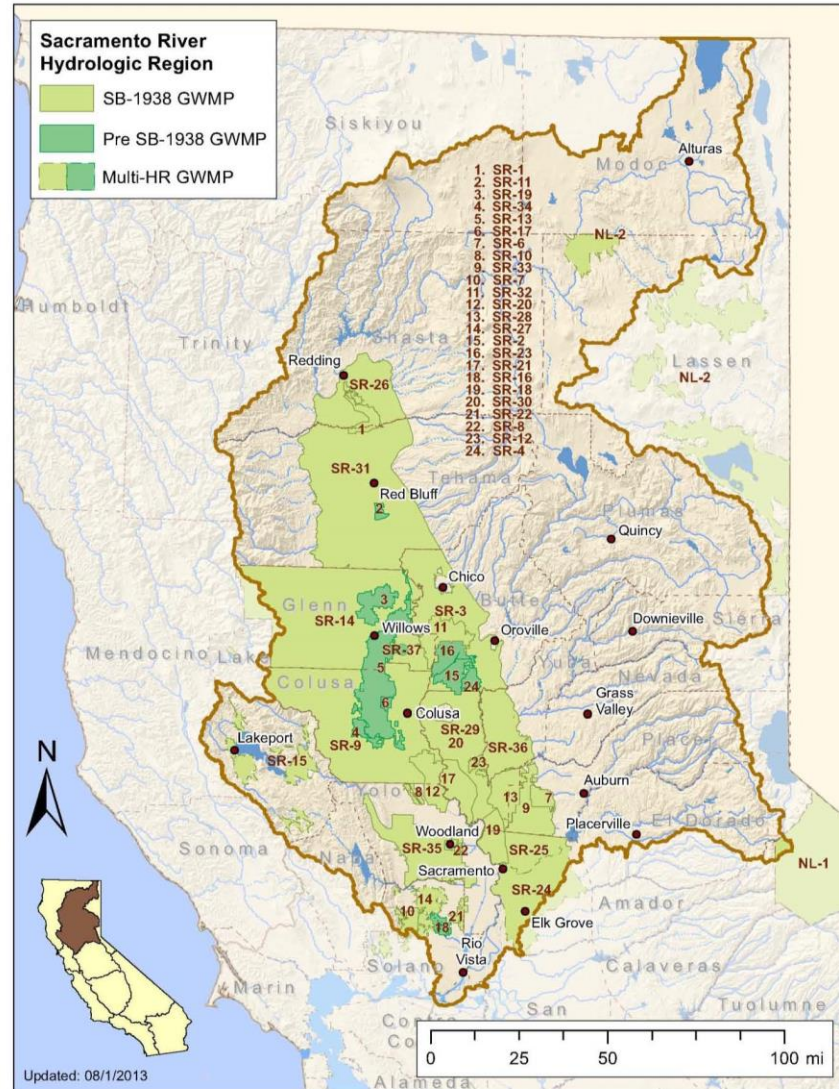 Sacramento River
Hydrologic Region
SB-1938 GWMP
Pre SB-1938 GWMP
Multi-HR GWMP
Siskiyou
Modoc
Alturas
1. SR-1
2. SR-11
3. SR-19
4. SR-34
5. SR-13
6. SR-17
7. SR-6
8. SR-10
9. SR-33
10. SR-7
11. SR-32
12. SR-20
13. SR-28
14. SR-27
15. SR-2
16. SR-23
17. SR-21
18. SR-16
19. SR-18
20. SR-30
21. SR-22
22. SR-8
23. SR-12
24. SR-4
NL-2
Humboldt
Trinity
Shasta
Lassen
NL-2
Redding
SR-26
1
SR-31
Tehama
Red Bluff
2
Plumas
Quincy
Chico
Glenn
3
SR-3
Butte
SR-14
11
Willows
Oroville
Downieville
Sierra
SR-37
16
Mendocino
Lake
5
15
24
Yuba
Nevada
Colusa
6
Colusa
Grass
Valley
4
SR-9
SR-29
20
SR-36
Placer
Lakeport
SR-15
23
17
Yolo
8
12
13
9
7
Auburn
Placerville
El Dorado
Woodland
19
SR-35
22
SR-25
Sonoma
Napa
Sacramento
NL-1
14
SR-24
10
21
18
Elk Grove
Amador
Rio
Vista
Solano
Calaveras
Marin
San
Tuolumne
Contra
Co
Alameda
N
0
25
50
100 mi
Updated: 08/1/2013